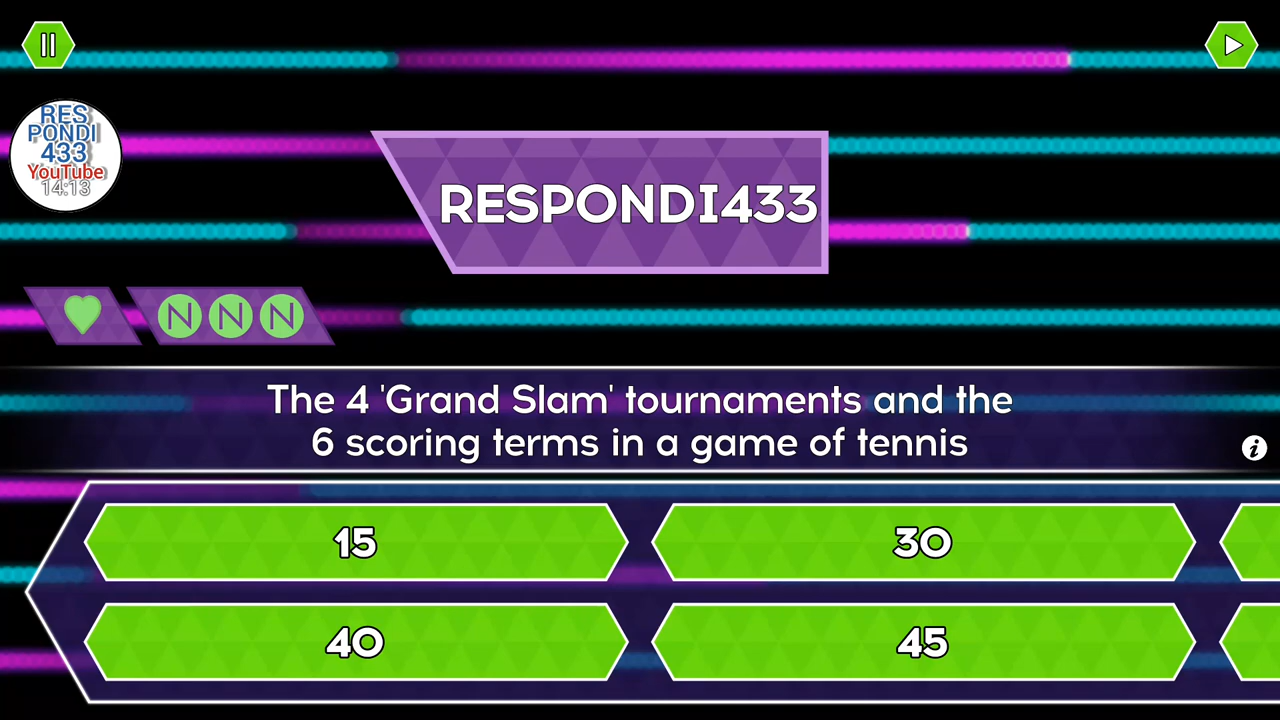 RES
PONDI
433
YouTube
14:13
RESPONDI433
N N N
The 4 'Grand Slam' tournaments and the
6 scoring terms in a game of tennis
i
15
30
40
45